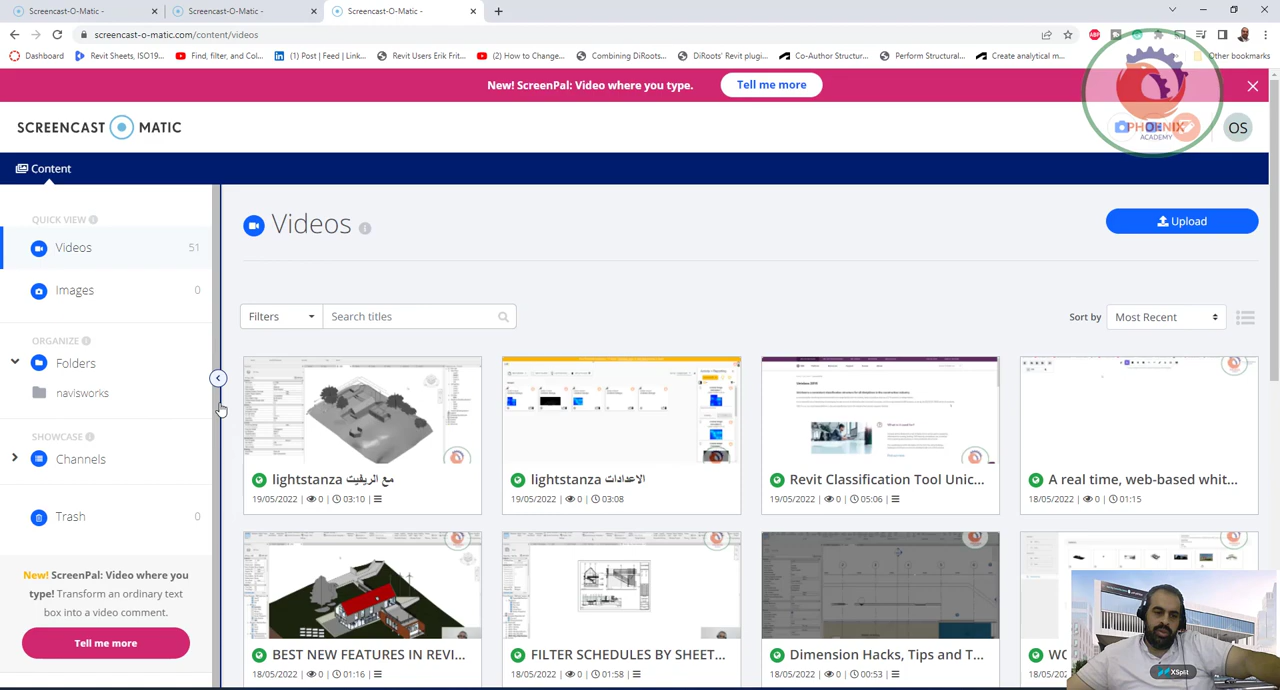 Screencast-O-Matic -
Screencast-O-Matic -
Screencast-O-Matic -
screencast-o-matic.com/content/videos
Dashboard
Revit Sheets, ISO19...
Find, filter, and Col...
(1) Post | Feed | Link...
Revit Users Erik Frit...
(2) How to Change...
Combining DiRoots...
DiRoots' Revit plugi...
Co-Author Structur...
Perform Structural...
Create analytical m...
Other bookmarks
New! ScreenPal: Video where you type.
Tell me more
SCREENCAST MATIC
PHOENIX
ACADEMY
OS
Content
QUICK VIEW
Videos 51
Images 0
ORGANIZE
Folders
navisworks
SHOWCASE
Channels
Trash 0
New! ScreenPal: Video where you
type! Transform an ordinary text
box into a video comment.
Tell me more
Videos
Upload
Filters
Search titles
Sort by
Most Recent
lightstanza مع الريفيت
19/05/2022 | 0 | 03:10 |
lightstanza الاعدادات
19/05/2022 | 0 | 03:08
Revit Classification Tool Unic...
19/05/2022 | 0 | 05:06 |
A real time, web-based whit...
18/05/2022 | 0 | 01:15
BEST NEW FEATURES IN REVI...
18/05/2022 | 0 | 01:16 |
FILTER SCHEDULES BY SHEET...
18/05/2022 | 0 | 01:58 |
Dimension Hacks, Tips and T...
18/05/2022 | 0 | 00:53 |
WO
18/05/2022
XSplit